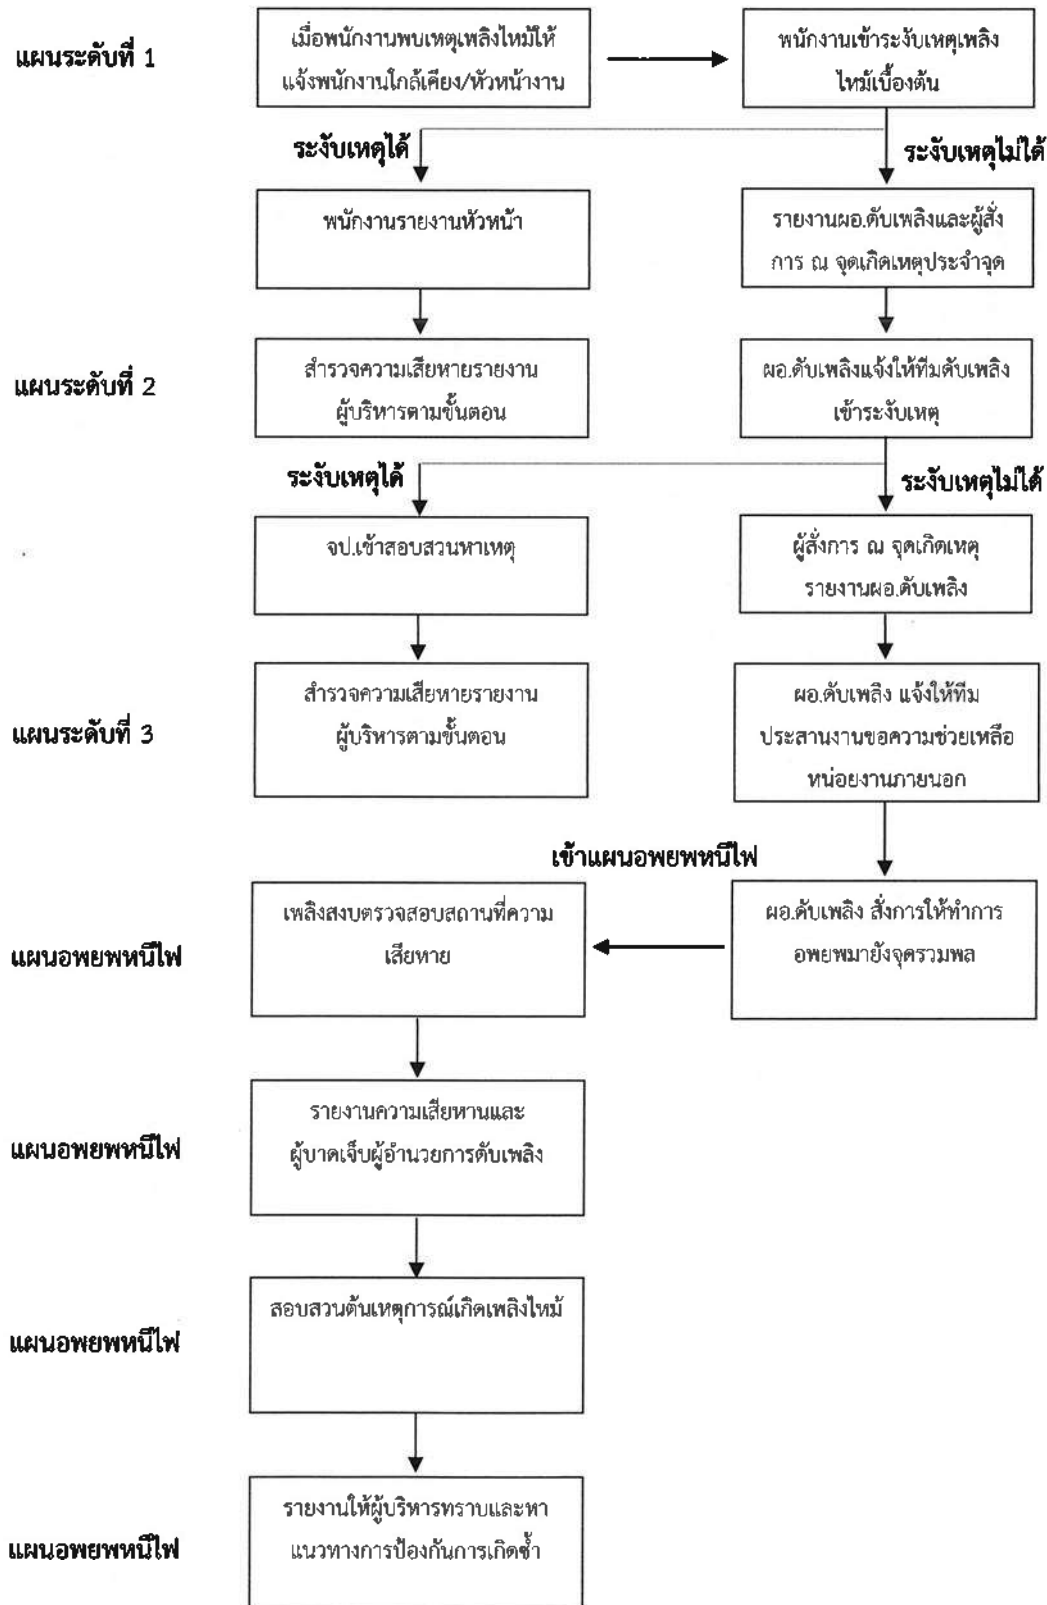 แผนระดับที่ 1
เมื่อพนักงานพบเหตุเพลิงไหม้ให้
แจ้งพนักงานใกล้เคียง/หัวหน้างาน
พนักงานเข้าระงับเหตุเพลิง
ไหม้เบื้องต้น
ระงับเหตุได้
ระงับเหตุไม่ได้
พนักงานรายงานหัวหน้า
รายงานผอ.ดับเพลิงและผู้สั่ง
การ ณ จุดเกิดเหตุประจำจุด
แผนระดับที่ 2
สำรวจความเสียหายรายงาน
ผู้บริหารตามขั้นตอน
ผอ.ดับเพลิงแจ้งให้ทีมดับเพลิง
เข้าระงับเหตุ
ระงับเหตุได้
ระงับเหตุไม่ได้
จป.เข้าสอบสวนหาเหตุ
ผู้สั่งการ ณ จุดเกิดเหตุ
รายงานผอ.ดับเพลิง
แผนระดับที่ 3
สำรวจความเสียหายรายงาน
ผู้บริหารตามขั้นตอน
ผอ.ดับเพลิง แจ้งให้ทีม
ประสานงานขอความช่วยเหลือ
หน่อยงานภายนอก
เข้าแผนอพยพหนีไฟ
แผนอพยพหนีไฟ
เพลิงสงบตรวจสอบสถานที่ความ
เสียหาย
ผอ.ดับเพลิง สั่งการให้ทำการ
อพยพมายังจุดรวมพล
แผนอพยพหนีไฟ
รายงานความเสียหานและ
ผู้บาดเจ็บผู้อำนวยการดับเพลิง
แผนอพยพหนีไฟ
สอบสวนต้นเหตุการณ์เกิดเพลิงไหม้
แผนอพยพหนีไฟ
รายงานให้ผู้บริหารทราบและหา
แนวทางการป้องกันการเกิดซ้ำ